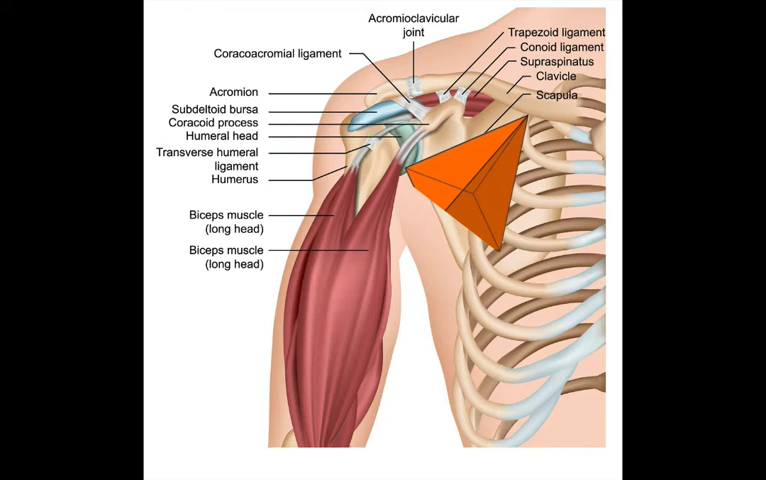 Acromioclavicular
joint
Trapezoid ligament
Coracoacromial ligament
Conoid ligament
Supraspinatus
Clavicle
Acromion
Scapula
Subdeltoid bursa
Coracoid process
Humeral head
Transverse humeral
ligament
Humerus
Biceps muscle
(long head)
Biceps muscle
(long head)